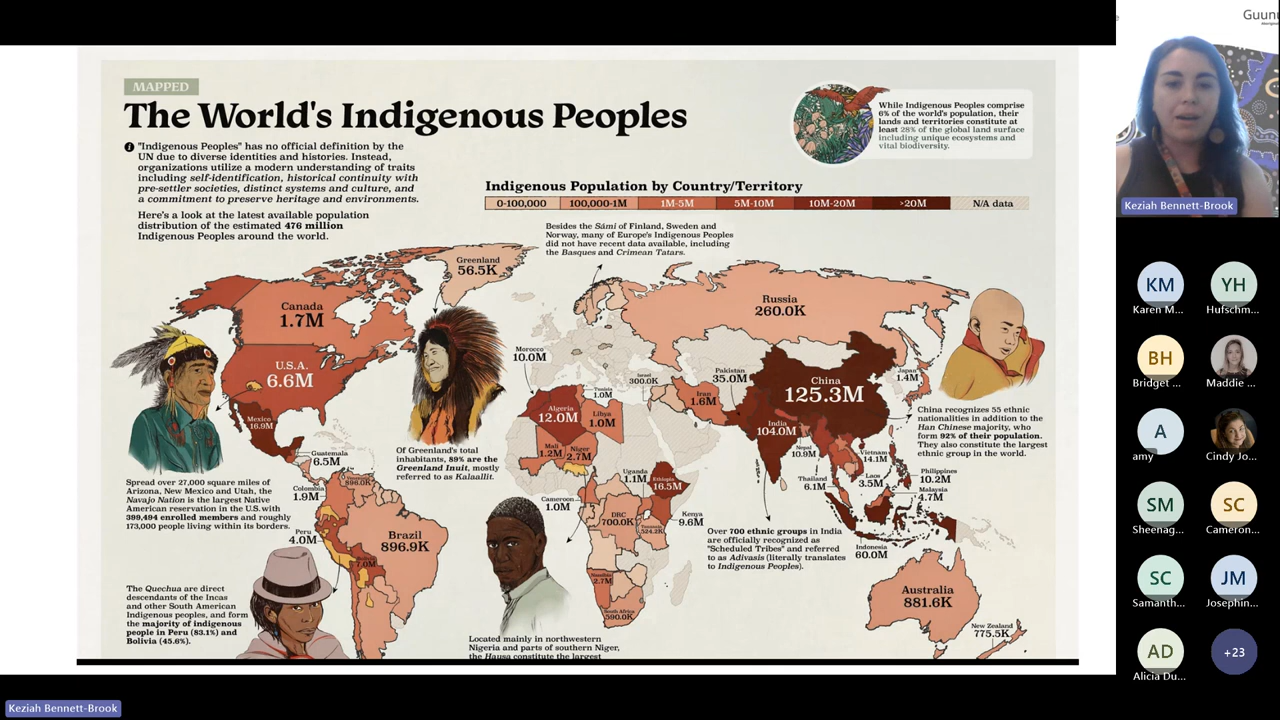 MAPPED
The World's Indigenous Peoples
"Indigenous Peoples" has no official definition by the
UN due to diverse identities and histories. Instead,
organizations utilize a modern understanding of traits
including self-identification, historical continuity with
pre-settler societies, distinct systems and culture, and
a commitment to preserve heritage and environments.
Here's a look at the latest available population
distribution of the estimated 476 million
Indigenous Peoples around the world.
While Indigenous Peoples comprise
6% of the world's population, their
lands and territories constitute at
least 28% of the global land surface
including unique ecosystems and
vital biodiversity.
Indigenous Population by Country/Territory
0-100,000
100,000-1M
1M-5M
5M-10M
10M-20M
>20M
N/A data
Besides the Sámi of Finland, Sweden and
Norway, many of Europe's Indigenous Peoples
did not have recent data available, including
the Basques and Crimean Tatars.
Greenland
56.5K
Canada
1.7M
U.S.A.
6.6M
Mexico
16.9M
Guatemala
6.5M
Colombia
1.9M
Peru
4.0M
Brazil
896.9K
Russia
260.0K
Morocco
10.0M
Algeria
12.0M
Tunisia
1.0M
Libya
1.0M
Israel
300.0K
Mali
1.2M
Niger
2.7M
Cameroon
1.0M
Uganda
1.1M
Ethiopia
16.5M
Kenya
9.6M
DRC
700.0K
Tanzania
524.2K
Namibia
2.7M
South Africa
590.0K
Iran
1.6M
Pakistan
35.0M
China
125.3M
India
104.0M
Nepal
10.9M
Japan
1.4M
Vietnam
14.1M
Laos
3.5M
Thailand
6.1M
Philippines
10.2M
Malaysia
4.7M
Indonesia
60.0M
Australia
881.6K
New Zealand
775.5K
Of Greenland's total
inhabitants, 89% are the
Greenland Inuit, mostly
referred to as Kalaallit.
China recognizes 55 ethnic
nationalities in addition to the
Han Chinese majority, who
form 92% of their population.
They also constitute the largest
ethnic group in the world.
Spread over 27,000 square miles of
Arizona, New Mexico and Utah, the
Navajo Nation is the largest Native
American reservation in the U.S. with
399,494 enrolled members and roughly
173,000 people living within its borders.
Over 700 ethnic groups in India
are officially recognized as
"Scheduled Tribes" and referred
to as Adivasis (literally translates
to Indigenous Peoples).
The Quechua are direct
descendants of the Incas
and other South American
Indigenous peoples, and form
the majority of indigenous
people in Peru (83.1%) and
Bolivia (45.6%).
Located mainly in northwestern
Nigeria and parts of southern Niger,
the Hausa constitute the largest
Keziah Bennett-Brook
KM
Karen M...
YH
Hufschm...
BH
Bridget ...
Maddie ...
A
amy
Cindy Jo...
SM
Sheenag...
SC
Cameron...
SC
Samanth...
JM
Josephin...
AD
Alicia Du...
+23
Keziah Bennett-Brook